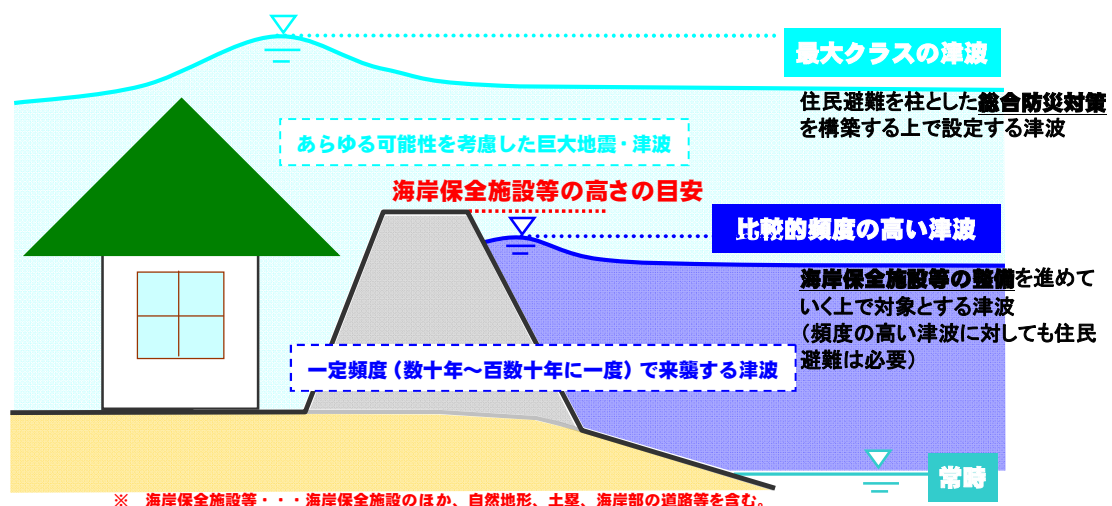 最大クラスの津波
住民避難を柱とした総合防災対策
を構築する上で設定する津波
あらゆる可能性を考慮した巨大地震・津波
海岸保全施設等の高さの目安
比較的頻度の高い津波
海岸保全施設等の整備を進めて
いく上で対象とする津波
（頻度の高い津波に対しても住民
避難は必要）
一定頻度（数十年～百数十年に一度）で来襲する津波
常時
※　海岸保全施設等・・・海岸保全施設のほか、自然地形、土塁、海岸部の道路等を含む。